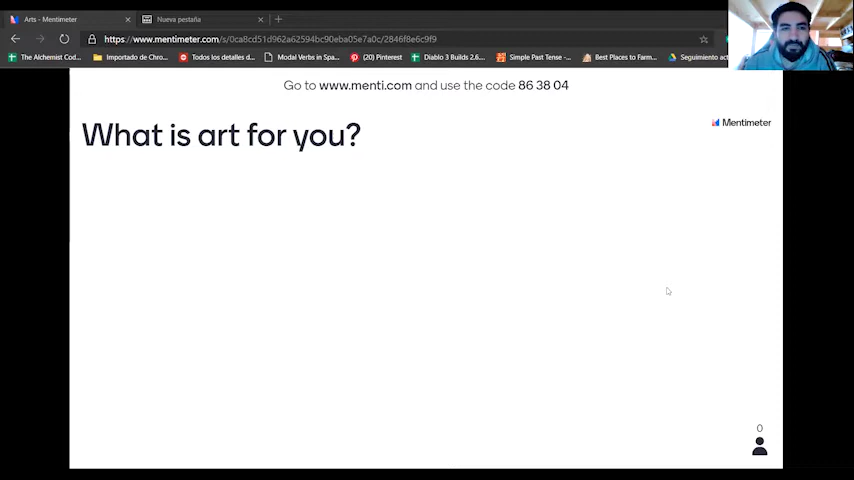 Arts - Mentimeter
Nueva pestaña
https://www.mentimeter.com/s/0ca8cd51d962a62594bc90eba05e7a0c/2846f8e6c9f9
The Alchemist Cod...
Importado de Chro...
Todos los detalles d...
Modal Verbs in Spa...
(20) Pinterest
Diablo 3 Builds 2.6....
Simple Past Tense -...
Best Places to Farm...
Seguimiento act
Go to www.menti.com and use the code 86 38 04
What is art for you?
Mentimeter
0